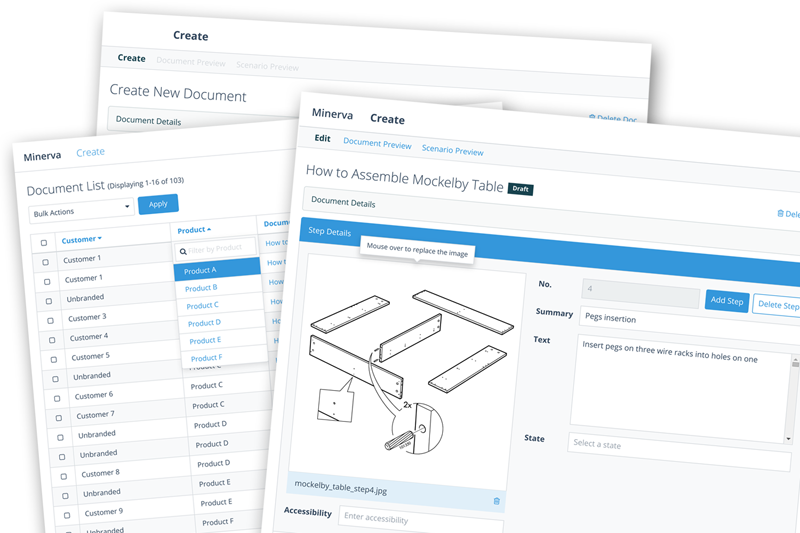 Create
Create Document Preview Scenario Preview
Create New Document
Document Details
Delete Doc
Minerva Create
Document List (Displaying 1-16 of 103)
Bulk Actions Apply
Customer Product
Filter by Product
Product A
Product B
Product C
Product D
Product E
Product F
Customer 1
Customer 1
Unbranded
Customer 3
Customer 4
Customer 5
Unbranded
Customer 6 Product C
Customer 7 Product C
Unbranded Product D
Unbranded Product D
Customer 8 Product D
Unbranded Product E
Customer 9 Product E
Unbranded Product F
Docum
How to
How
Minerva Create
Edit Document Preview Scenario Preview
How to Assemble Mockelby Table Draft
Document Details
Dele
Step Details
Mouse over to replace the image
2x
mockelby_table_step4.jpg
Accessibility Enter accessibility
No. 4 Add Step Delete Step
Summary Pegs insertion
Text Insert pegs on three wire racks into holes on one
State Select a state